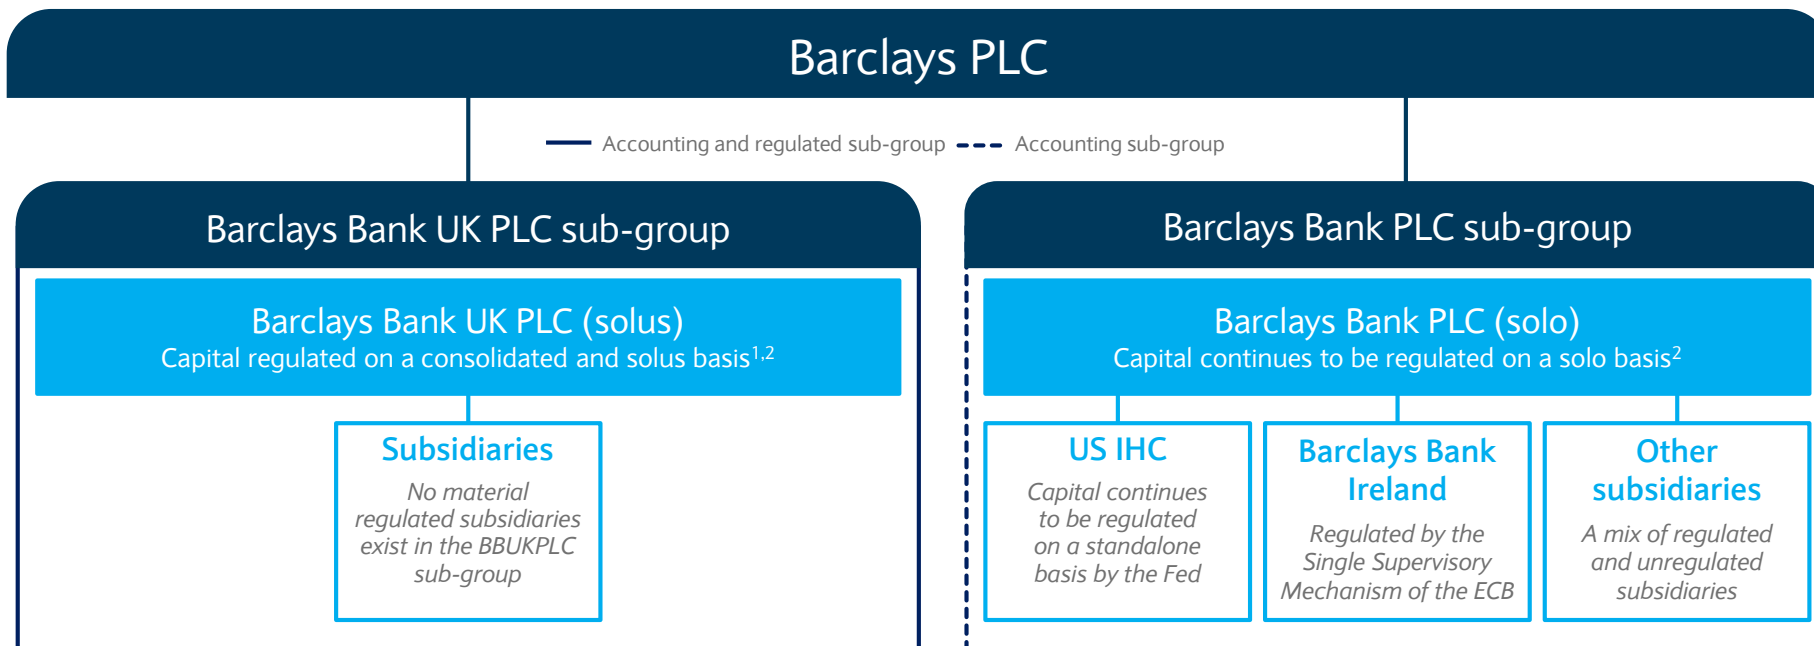 Barclays PLC
Accounting and regulated sub-group Accounting sub-group
Barclays Bank UK PLC sub-group
Barclays Bank UK PLC (solus)
Capital regulated on a consolidated and solus basis1,2
Subsidiaries
No material
regulated subsidiaries
exist in the BBUKPLC
sub-group
Barclays Bank PLC sub-group
Barclays Bank PLC (solo)
Capital continues to be regulated on a solo basis2
US IHC
Capital continues
to be regulated
on a standalone
basis by the Fed
Barclays Bank
Ireland
Regulated by the
Single Supervisory
Mechanism of the ECB
Other
subsidiaries
A mix of regulated
and unregulated
subsidiaries